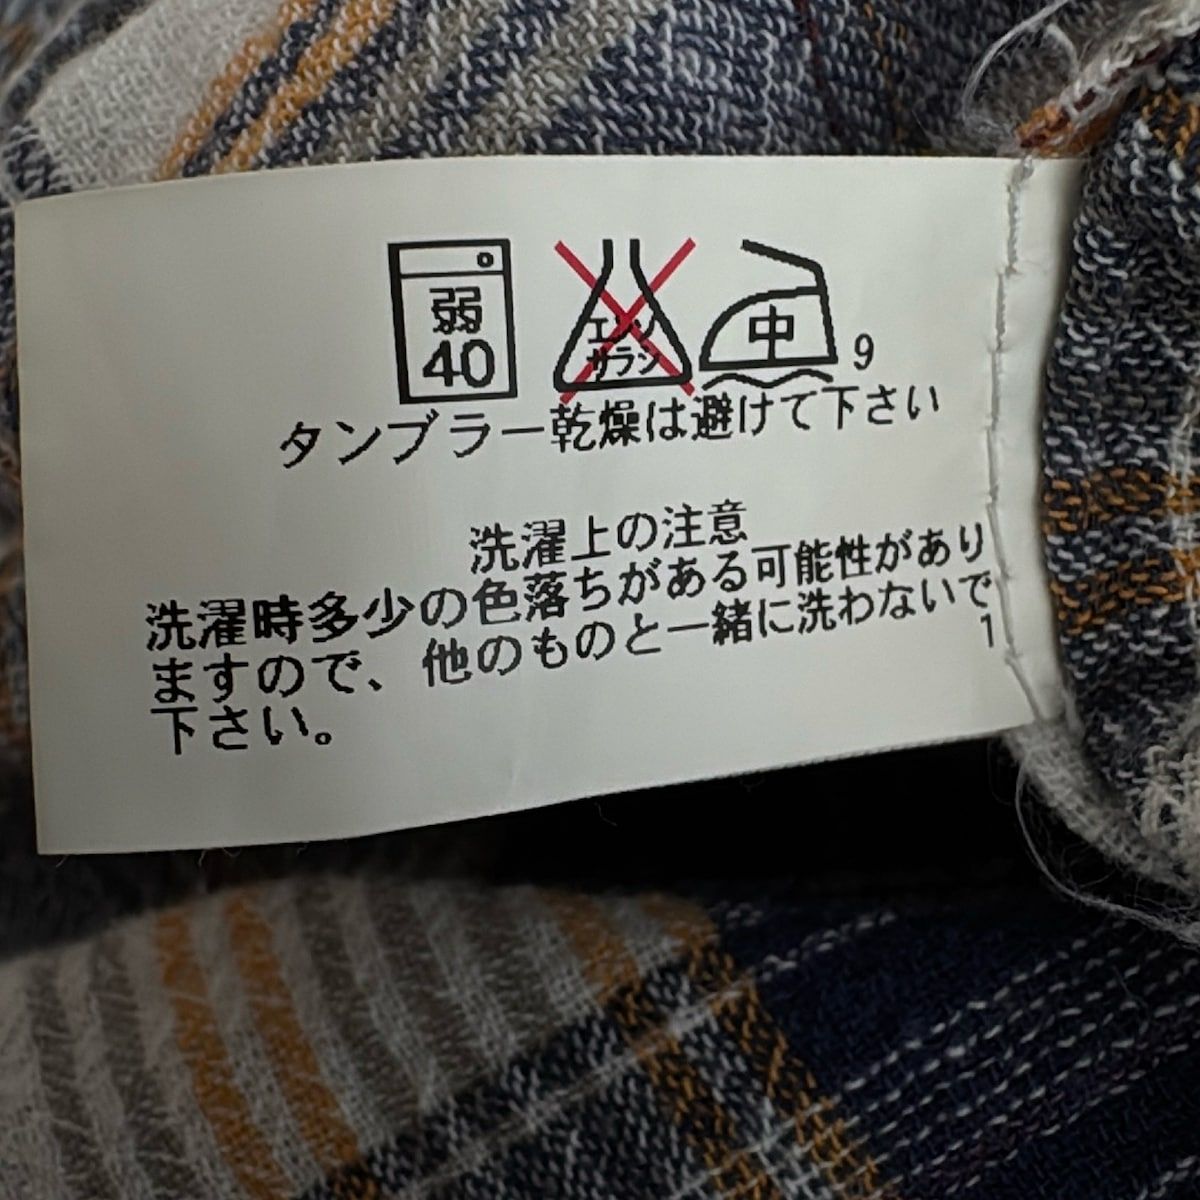 弱
40
エンソ
サラシ
中
9
タンブラー乾燥は避けて下さい
洗濯上の注意
洗濯時多少の色落ちがある可能性があり
ますので、他のものと一緒に洗わないで
下さい。
1